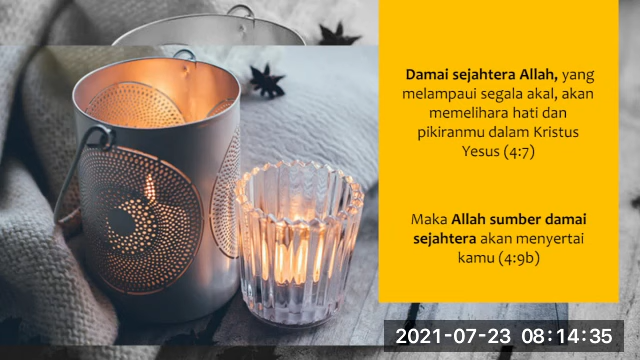 Damai sejahtera Allah, yang
melampaui segala akal, akan
memelihara hati dan
pikiranmu dalam Kristus
Yesus (4:7)
Maka Allah sumber damai
sejahtera akan menyertai
kamu (4:9b)
2021-07-23 08:14:35